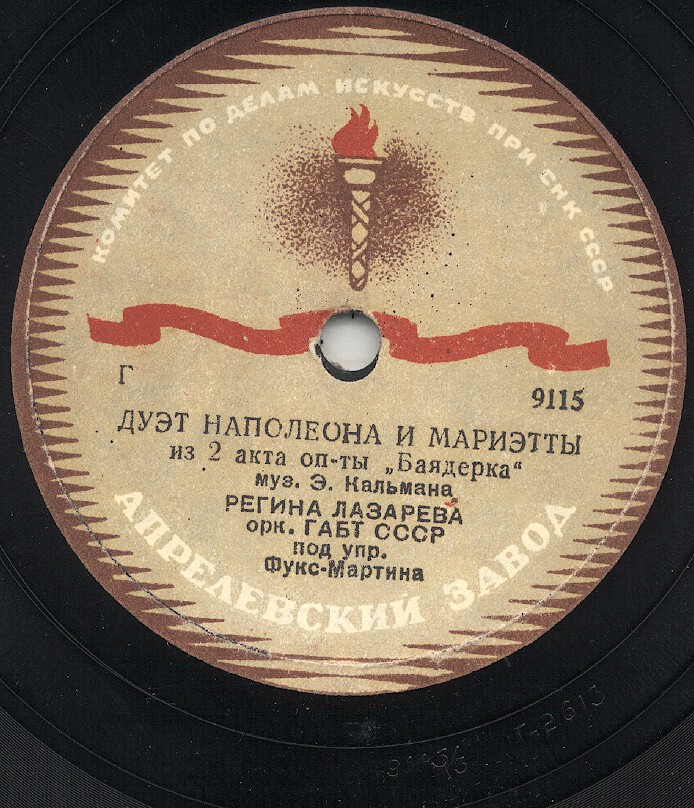 КОМИТЕТ ПО ДЕЛАМ ИСКУССТВ ПРИ СНК СССР
Г
9115
ДУЭТ НАПОЛЕОНА И МАРИЭТТЫ
из 2 акта оп-ты „Баядерка“
муз. Э. Кальмана
РЕГИНА ЛАЗАРЕВА
орк. ГАБТ СССР
под упр.
Фукс-Мартина
АПРЕЛЕВСКИЙ ЗАВОД